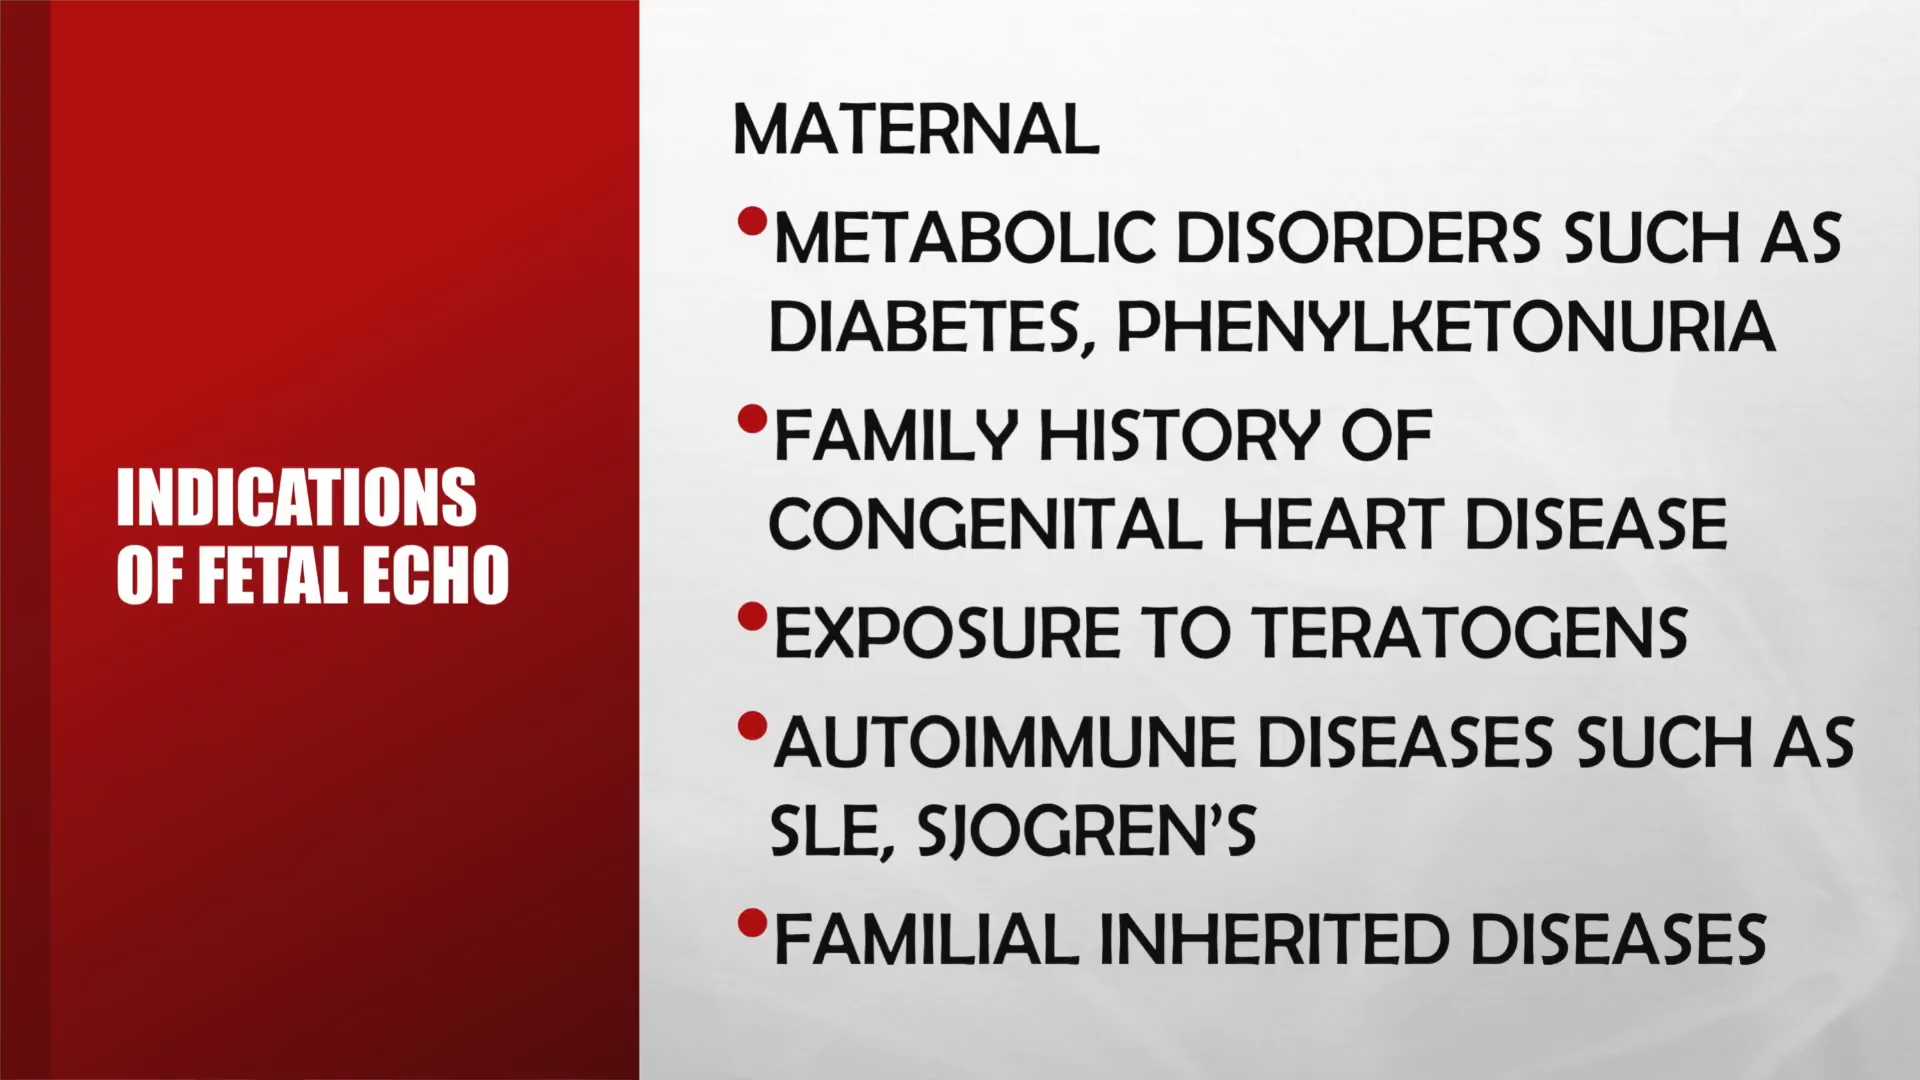 INDICATIONS
OF FETAL ECHO
MATERNAL
•METABOLIC DISORDERS SUCH AS
DIABETES, PHENYLKETONURIA
•FAMILY HISTORY OF
CONGENITAL HEART DISEASE
•EXPOSURE TO TERATOGENS
•AUTOIMMUNE DISEASES SUCH AS
SLE, SJOGREN’S
•FAMILIAL INHERITED DISEASES